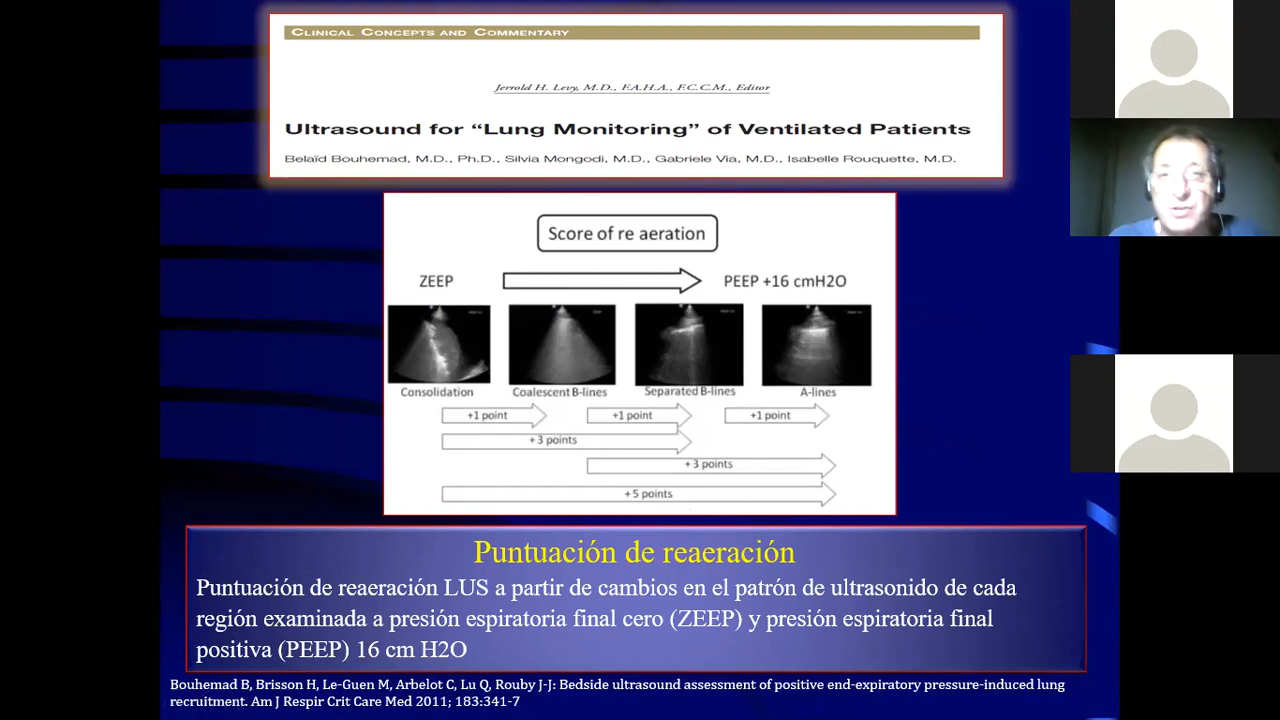 CLINICAL CONCEPTS AND COMMENTARY
Jerrold H. Levy, M.D., F.A.H.A., F.C.C.M., Editor
Ultrasound for “Lung Monitoring” of Ventilated Patients
Belaïd Bouhemad, M.D., Ph.D., Silvia Mongodi, M.D., Gabriele Via, M.D., Isabelle Rouquette, M.D.
Score of re aeration
ZEEP
PEEP +16 cmH2O
Consolidation
Coalescent B-lines
Separated B-lines
A-lines
+1 point
+1 point
+1 point
+ 3 points
+ 3 points
+ 5 points
Puntuación de reaeración
Puntuación de reaeración LUS a partir de cambios en el patrón de ultrasonido de cada
región examinada a presión espiratoria final cero (ZEEP) y presión espiratoria final
positiva (PEEP) 16 cm H2O
Bouhemad B, Brisson H, Le-Guen M, Arbelot C, Lu Q, Rouby J-J: Bedside ultrasound assessment of positive end-expiratory pressure-induced lung
recruitment. Am J Respir Crit Care Med 2011; 183:341-7